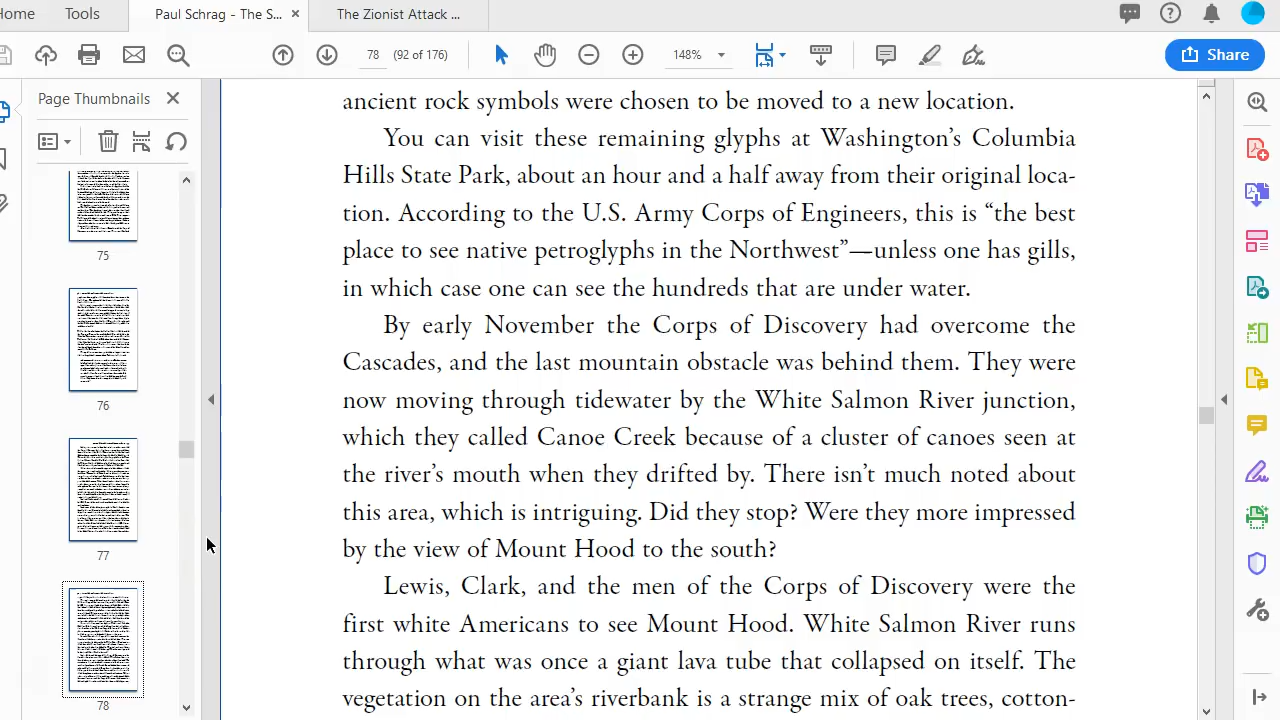 Home
Tools
Paul Schrag - The S...
The Zionist Attack ...
78
(92 of 176)
148%
Share
Page Thumbnails
75
76
77
78
ancient rock symbols were chosen to be moved to a new location.
You can visit these remaining glyphs at Washington’s Columbia
Hills State Park, about an hour and a half away from their original loca-
tion. According to the U.S. Army Corps of Engineers, this is “the best
place to see native petroglyphs in the Northwest”—unless one has gills,
in which case one can see the hundreds that are under water.
By early November the Corps of Discovery had overcome the
Cascades, and the last mountain obstacle was behind them. They were
now moving through tidewater by the White Salmon River junction,
which they called Canoe Creek because of a cluster of canoes seen at
the river’s mouth when they drifted by. There isn’t much noted about
this area, which is intriguing. Did they stop? Were they more impressed
by the view of Mount Hood to the south?
Lewis, Clark, and the men of the Corps of Discovery were the
first white Americans to see Mount Hood. White Salmon River runs
through what was once a giant lava tube that collapsed on itself. The
vegetation on the area’s riverbank is a strange mix of oak trees, cotton-